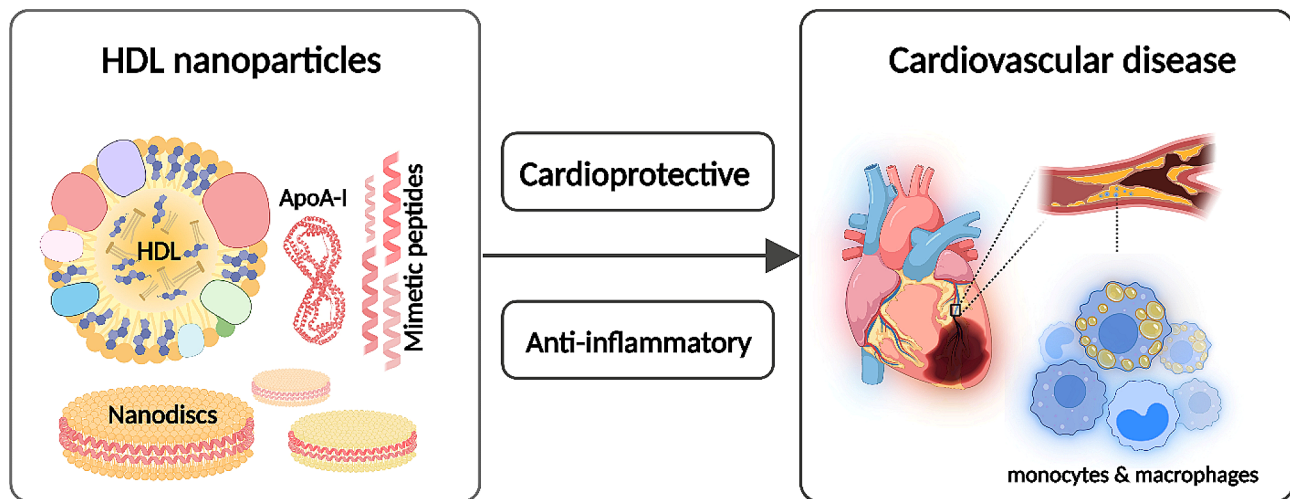 HDL nanoparticles
HDL
ApoA-I
Mimetic peptides
Nanodiscs
Cardioprotective
Anti-inflammatory
Cardiovascular disease
monocytes & macrophages